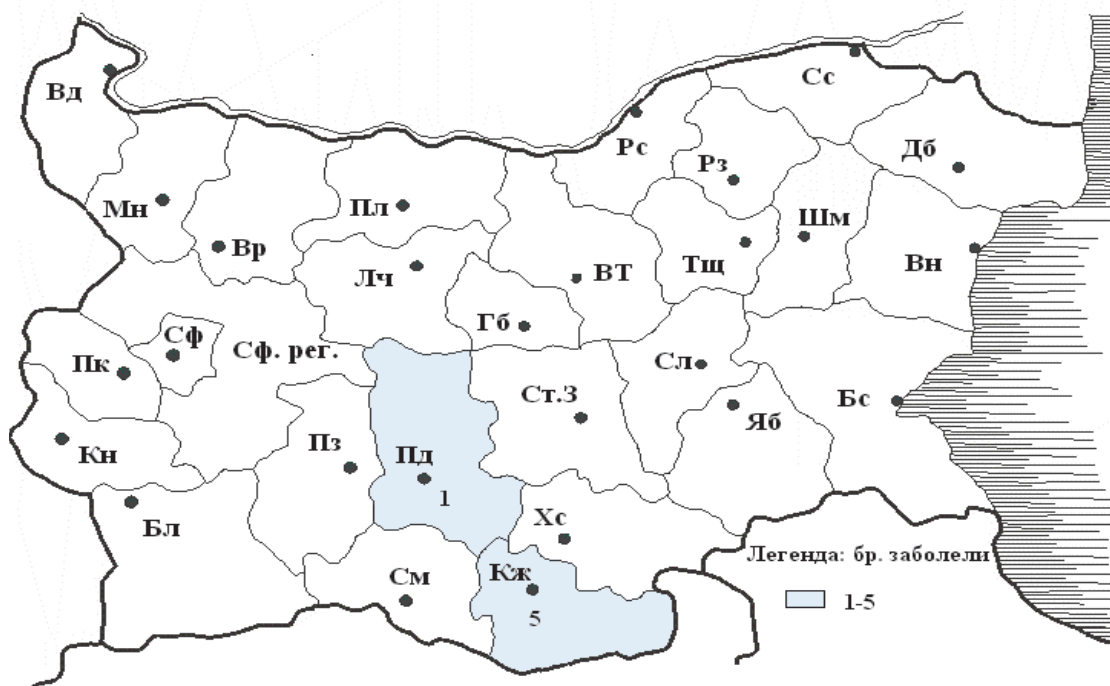 Вд
Сс
Рс
Дб
Рз
Мн
Пл
Шм
Вр
Тщ
Вн
Лч
ВТ
Гб
Сф
Сф. рег.
Пк
Сл
Ст.З
Бс
Яб
Кн
Пз
Пд
1
Бл
Хс
Легенда: бр. заболели
См
Кж
1-5
5